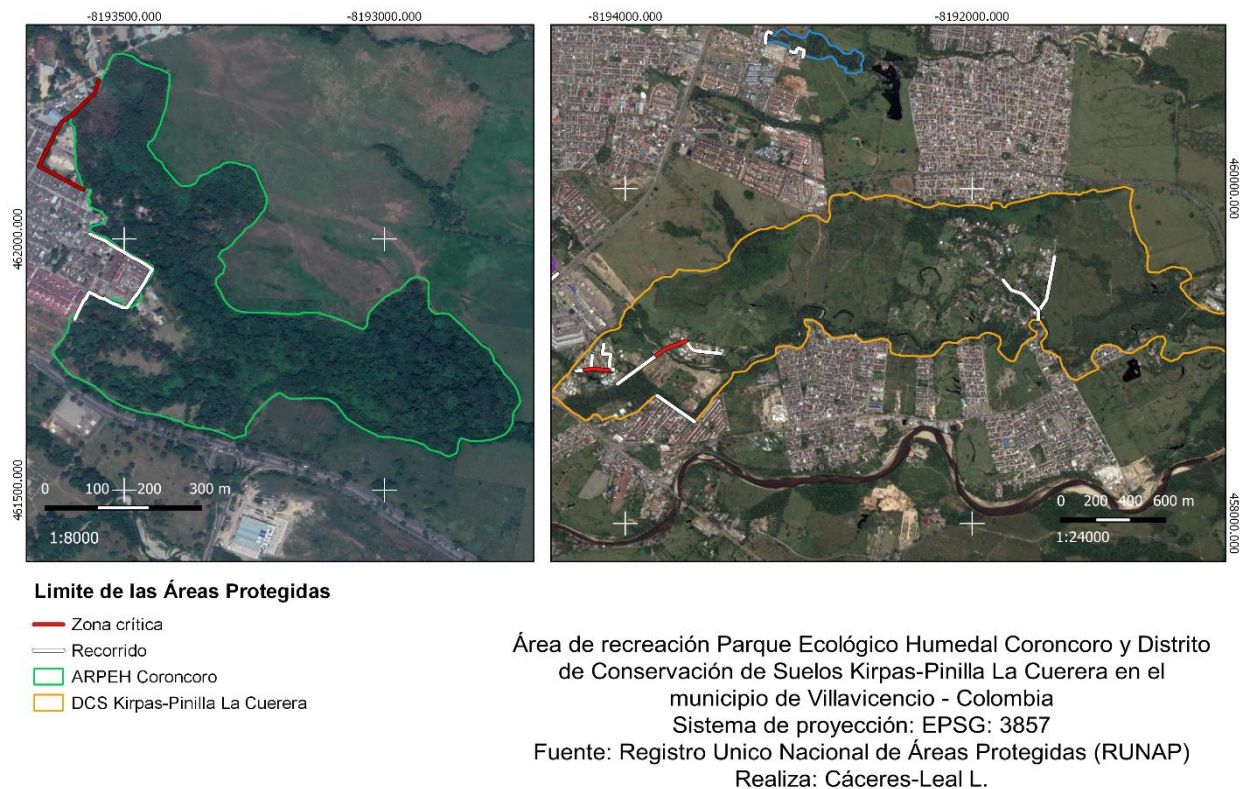 -8193500.000
-8193000.000
-8194000.000
-8192000.000
462000.000
461500.000
460000.000
458000.000
0 100 200 300 m
1:8000
0 200 400 600 m
1:24000
Limite de las Áreas Protegidas
Zona crítica
Recorrido
ARPEH Coroncoro
DCS Kirpas-Pinilla La Cuerera
Área de recreación Parque Ecológico Humedal Coroncoro y Distrito
de Conservación de Suelos Kirpas-Pinilla La Cuerera en el
municipio de Villavicencio - Colombia
Sistema de proyección: EPSG: 3857
Fuente: Registro Unico Nacional de Áreas Protegidas (RUNAP)
Realiza: Cáceres-Leal L.